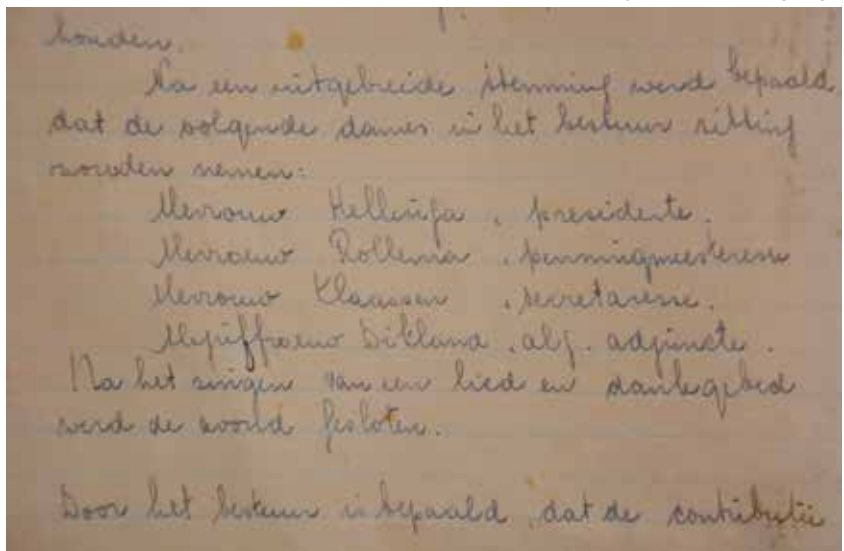 houden.
Na een uitgebreide stemming werd bepaald
dat de volgende dames in het bestuur zitting
zouden nemen:
Mevrouw Hellinga, presidente.
Mevrouw Rollema, penningmeesteresse
Mevrouw Klaassen, secretaresse.
Mejuffrouw Dikland, alg. adjuncte.
Na het zingen van een lied en dankgebed
werd de avond gesloten.
Door het bestuur is bepaald, dat de contributie